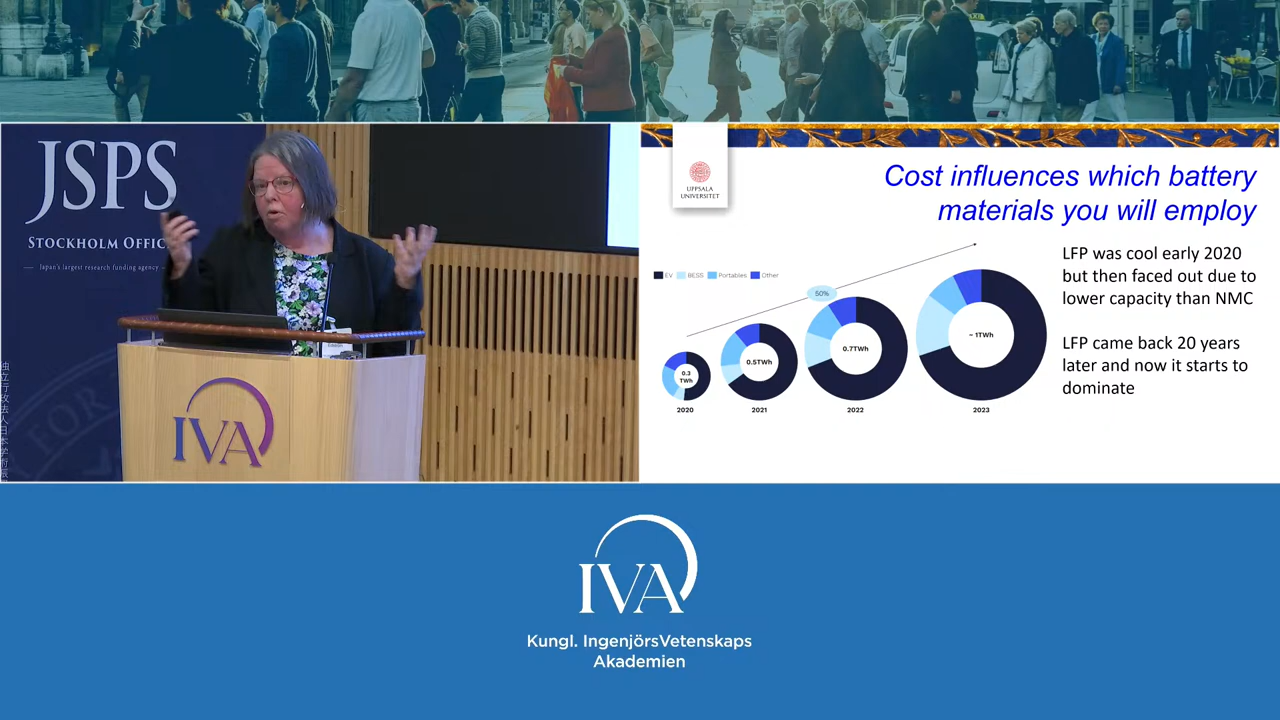 JSPS
STOCKHOLM OFFIC
Japan's largest research funding agency
IVA
UPPSALA
UNIVERSITET
Cost influences which battery
materials you will employ
EV
BESS
Portables
Other
50%
0.3
TWh
0.5TWh
0.7TWh
~ 1TWh
2020
2021
2022
2023
LFP was cool early 2020
but then faced out due to
lower capacity than NMC
LFP came back 20 years
later and now it starts to
dominate
IVA
Kungl. IngenjörsVetenskaps
Akademien